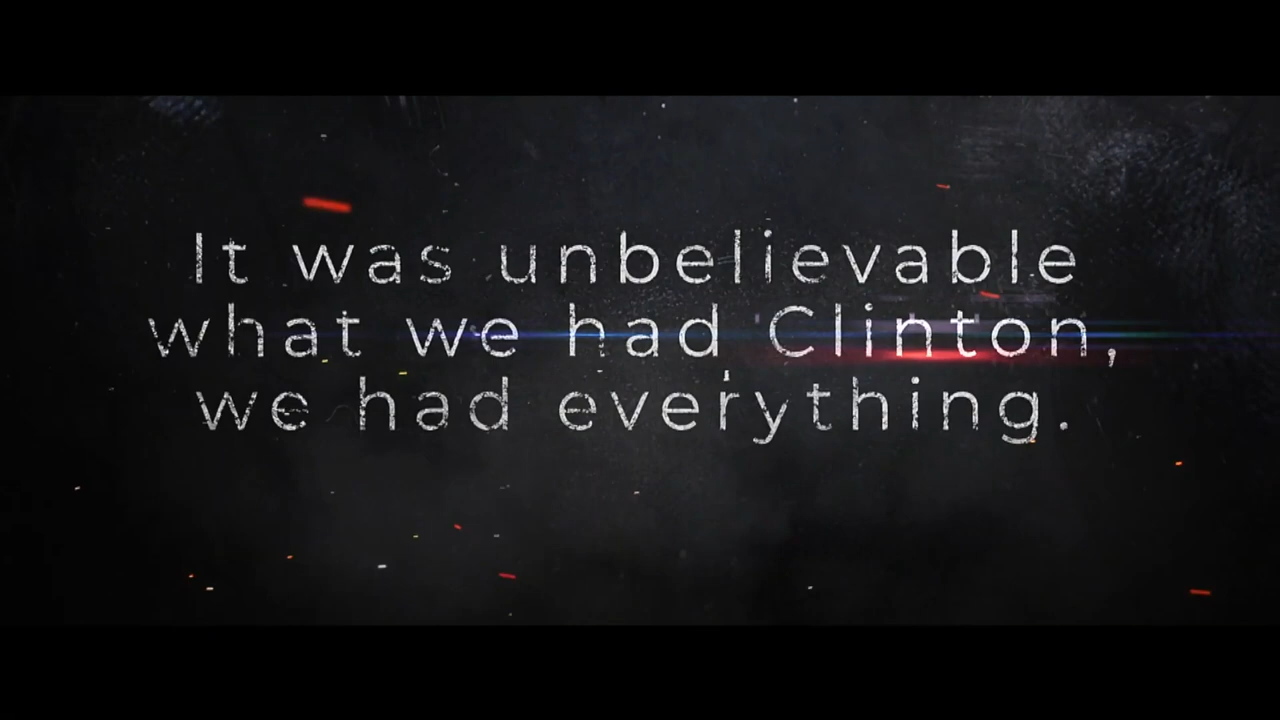 It was unbelievable
what we had Clinton,
we had everything.